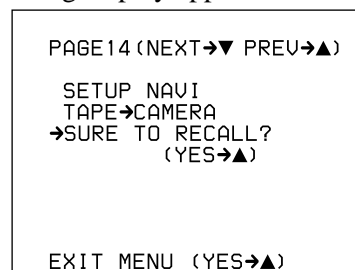 PAGE14(NEXT➔▼ PREV➔▲)
SETUP NAVI
TAPE➔CAMERA
➔SURE TO RECALL?
(YES➔▲)
EXIT MENU (YES➔▲)